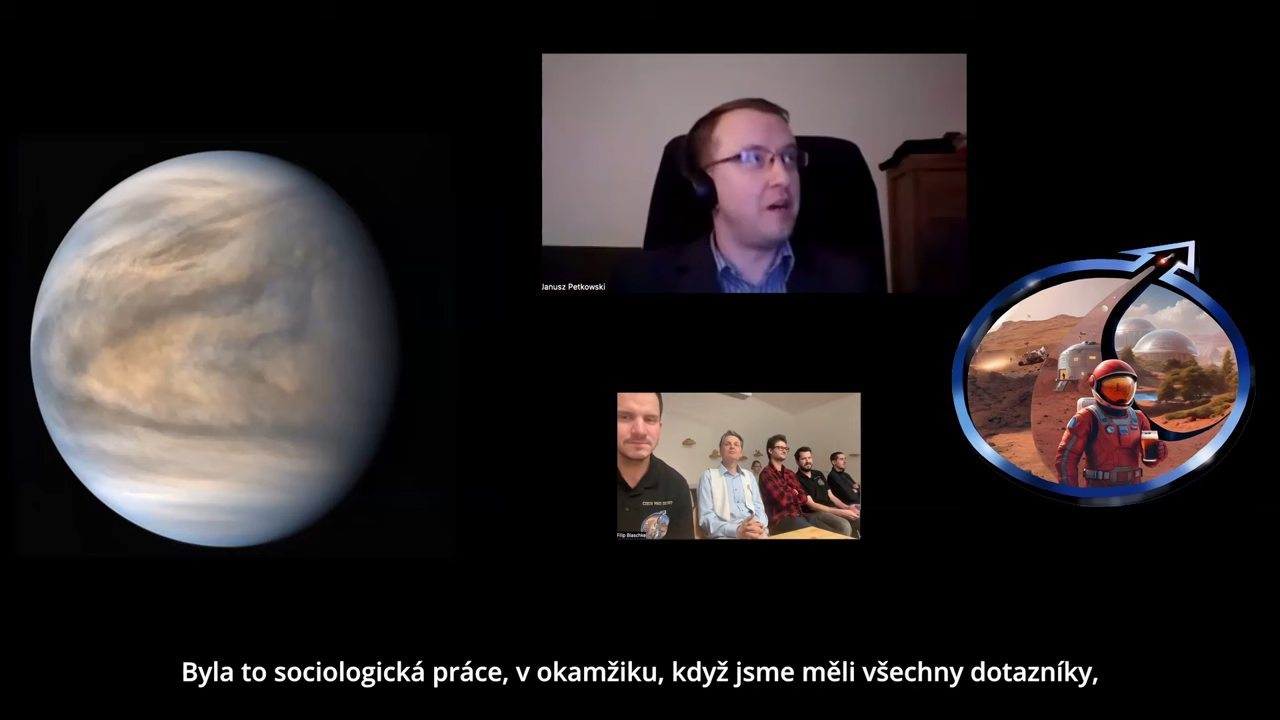 Janusz Petkowski
Filip Blaschke
Byla to sociologická práce, v okamžiku, když jsme měli všechny dotazníky,